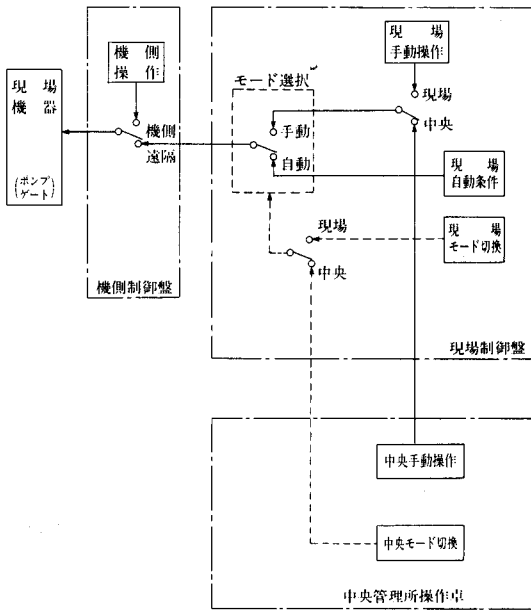 現場
手動操作
機側
操作
モード選択
現場
機器
現場
手動
中央
機側
遠隔
自動
現場
自動条件
(ポンプ
ゲート)
現場
現場
モード切換
中央
機側制御盤
現場制御盤
中央手動操作
中央モード切換
中央管理所操作卓